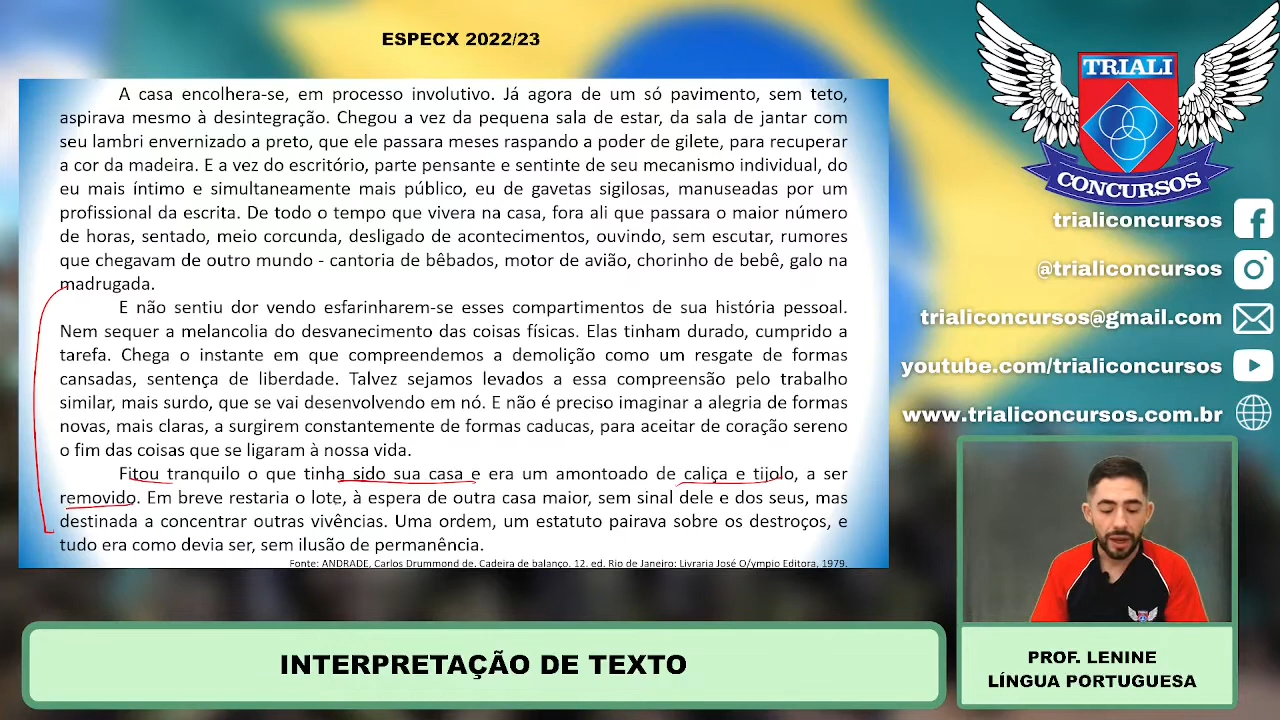 ESPECX 2022/23
A casa encolhera-se, em processo involutivo. Já agora de um só pavimento, sem teto,
aspirava mesmo à desintegração. Chegou a vez da pequena sala de estar, da sala de jantar com
seu lambri envernizado a preto, que ele passara meses raspando a poder de gilete, para recuperar
a cor da madeira. E a vez do escritório, parte pensante e sentinte de seu mecanismo individual, do
eu mais íntimo e simultaneamente mais público, eu de gavetas sigilosas, manuseadas por um
profissional da escrita. De todo o tempo que vivera na casa, fora ali que passara o maior número
de horas, sentado, meio corcunda, desligado de acontecimentos, ouvindo, sem escutar, rumores
que chegavam de outro mundo - cantoria de bêbados, motor de avião, chorinho de bebê, galo na
madrugada.
E não sentiu dor vendo esfarinharem-se esses compartimentos de sua história pessoal.
Nem sequer a melancolia do desvanecimento das coisas físicas. Elas tinham durado, cumprido a
tarefa. Chega o instante em que compreendemos a demolição como um resgate de formas
cansadas, sentença de liberdade. Talvez sejamos levados a essa compreensão pelo trabalho
similar, mais surdo, que se vai desenvolvendo em nó. E não é preciso imaginar a alegria de formas
novas, mais claras, a surgirem constantemente de formas caducas, para aceitar de coração sereno
o fim das coisas que se ligaram à nossa vida.
Fitou tranquilo o que tinha sido sua casa e era um amontoado de caliça e tijolo, a ser
removido. Em breve restaria o lote, à espera de outra casa maior, sem sinal dele e dos seus, mas
destinada a concentrar outras vivências. Uma ordem, um estatuto pairava sobre os destroços, e
tudo era como devia ser, sem ilusão de permanência.
Fonte: ANDRADE, Carlos Drummond de. Cadeira de balanço. 12. ed. Rio de Janeiro: Livraria José O/ympio Editora, 1979.
TRIALI
CONCURSOS
trialiconcursos
@trialiconcursos
trialiconcursos@gmail.com
youtube.com/trialiconcursos
www.trialiconcursos.com.br
INTERPRETAÇÃO DE TEXTO
PROF. LENINE
LÍNGUA PORTUGUESA